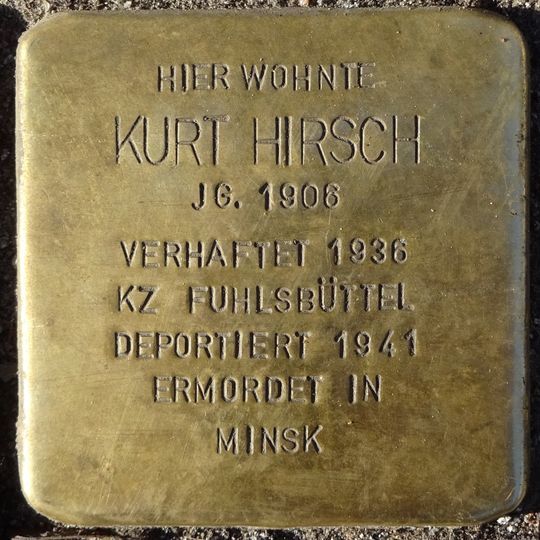 HIER WOHNTE
KURT HIRSCH
JG. 1906
VERHAFTET 1936
KZ FUHLSBÜTTEL
DEPORTIERT 1941
ERMORDET IN
MINSK